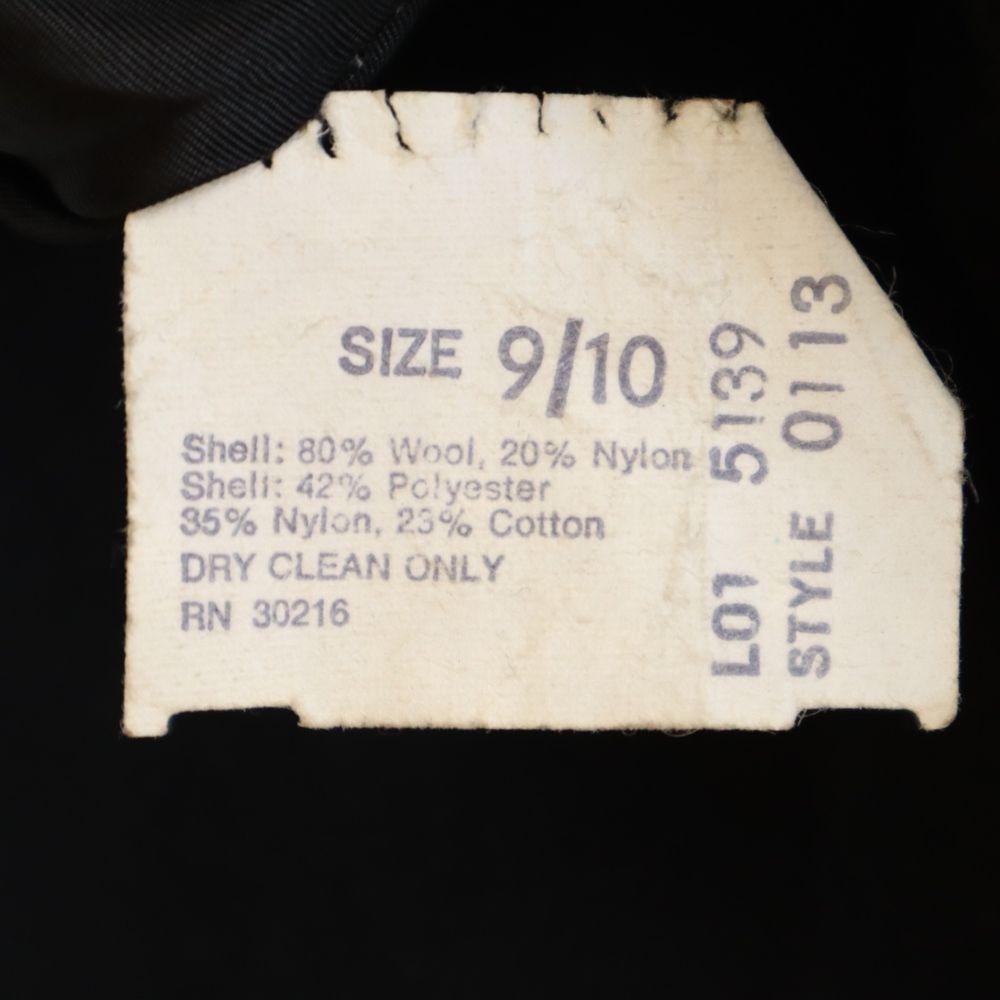 SIZE 9/10
Shell: 80% Wool, 20% Nylon
Shell: 42% Polyester
35% Nylon, 23% Cotton
DRY CLEAN ONLY
RN 30216
LOT 5139
STYLE 0113